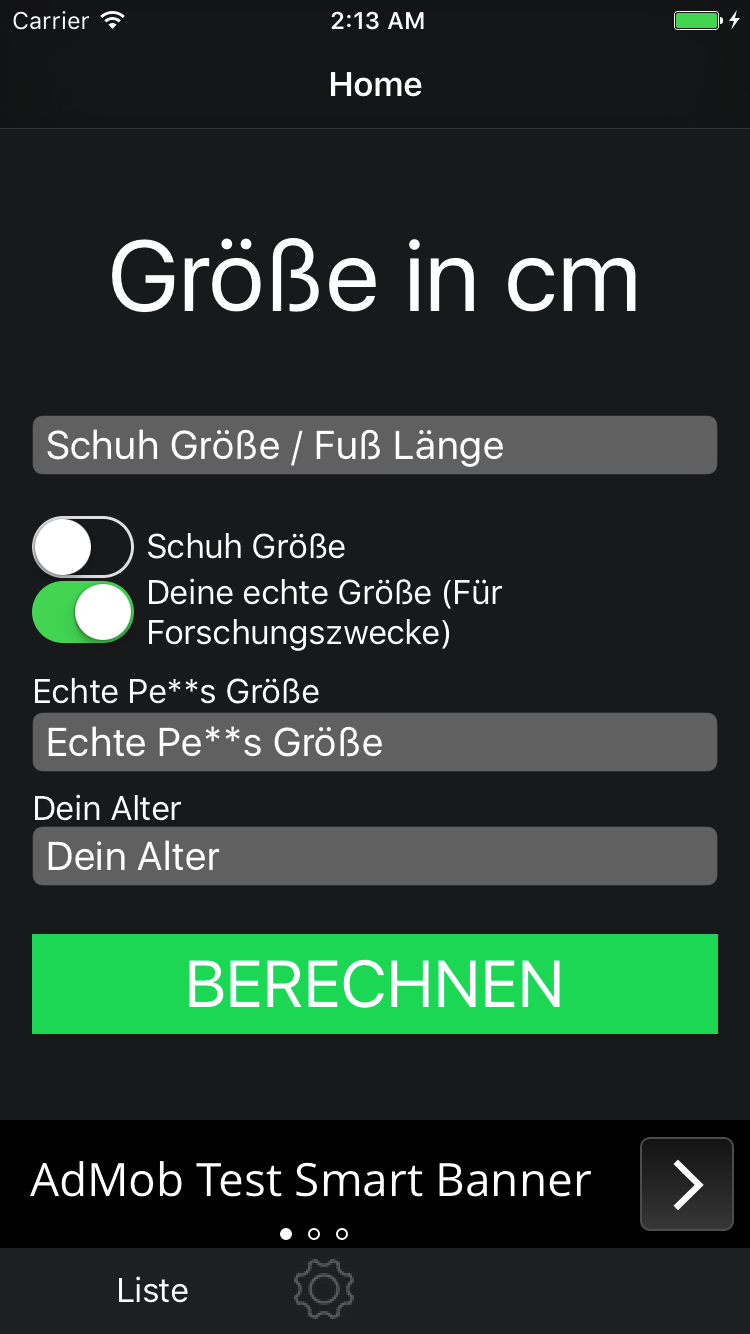 Carrier 2:13 AM
Home
Größe in cm
Schuh Größe / Fuß Länge
Schuh Größe
Deine echte Größe (Für
Forschungszwecke)
Echte Pe**s Größe
Echte Pe**s Größe
Dein Alter
Dein Alter
BERECHNEN
AdMob Test Smart Banner
Liste